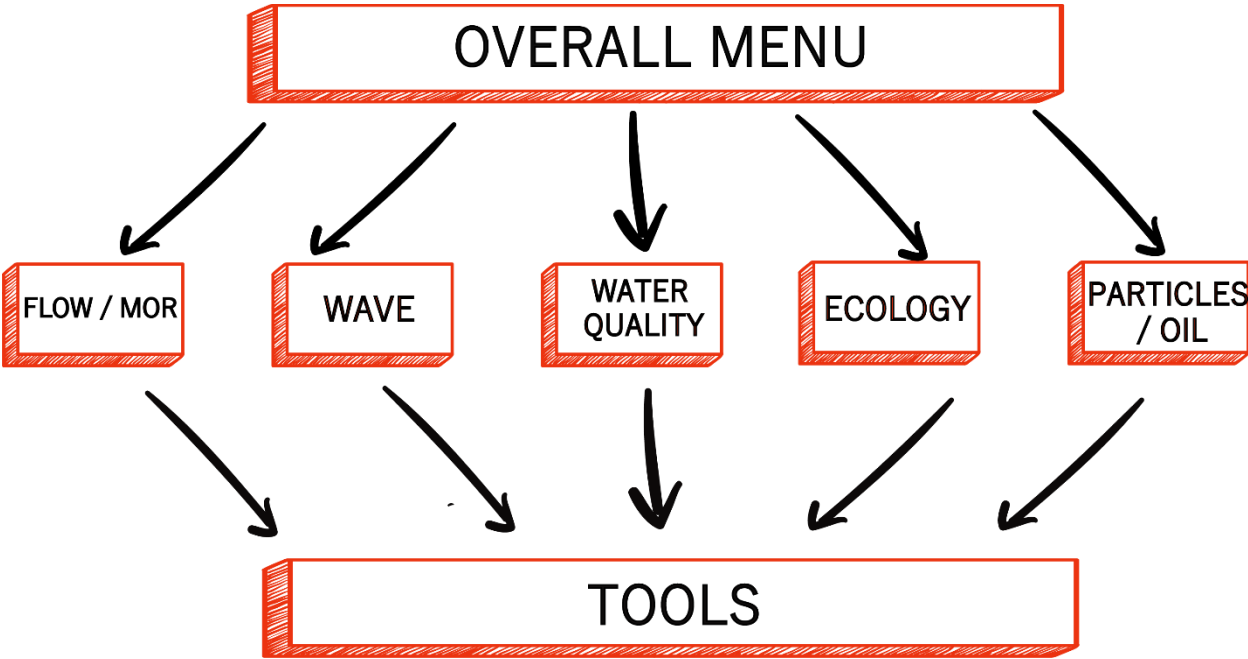 OVERALL MENU
FLOW / MOR
WAVE
WATER
QUALITY
ECOLOGY
PARTICLES
/ OIL
TOOLS